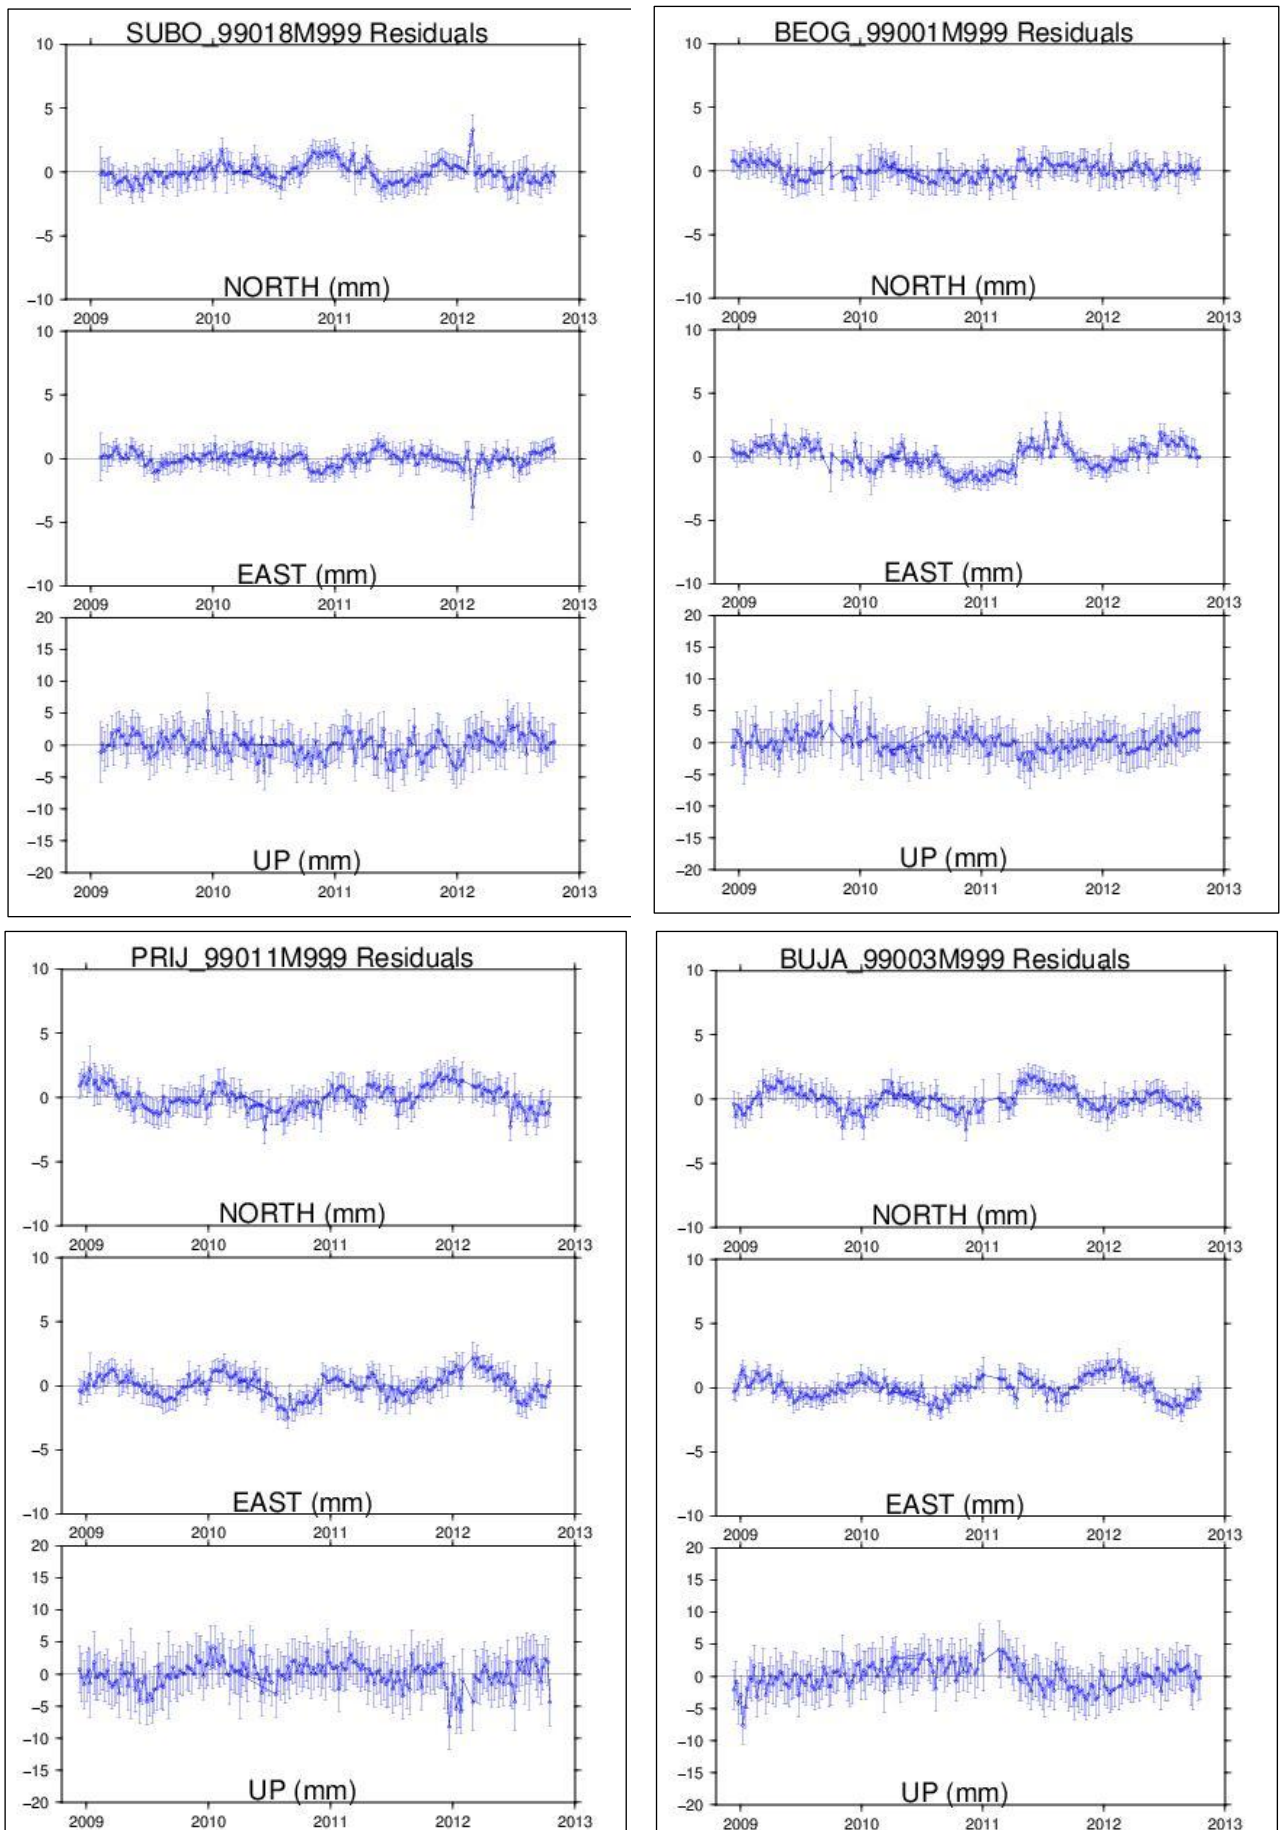 SUBO_99018M999 Residuals
10
5
0
−5
−10
NORTH (mm)
2009 2010 2011 2012 2013
10
5
0
−5
−10
EAST (mm)
2009 2010 2011 2012 2013
20
15
10
5
0
−5
−10
−15
−20
UP (mm)
2009 2010 2011 2012 2013
BEOG_99001M999 Residuals
10
5
0
−5
−10
NORTH (mm)
2009 2010 2011 2012 2013
10
5
0
−5
−10
EAST (mm)
2009 2010 2011 2012 2013
20
15
10
5
0
−5
−10
−15
−20
UP (mm)
2009 2010 2011 2012 2013
PRIJ_99011M999 Residuals
10
5
0
−5
−10
NORTH (mm)
2009 2010 2011 2012 2013
10
5
0
−5
−10
EAST (mm)
2009 2010 2011 2012 2013
20
15
10
5
0
−5
−10
−15
−20
UP (mm)
2009 2010 2011 2012 2013
BUJA_99003M999 Residuals
10
5
0
−5
−10
NORTH (mm)
2009 2010 2011 2012 2013
10
5
0
−5
−10
EAST (mm)
2009 2010 2011 2012 2013
20
15
10
5
0
−5
−10
−15
−20
UP (mm)
2009 2010 2011 2012 2013